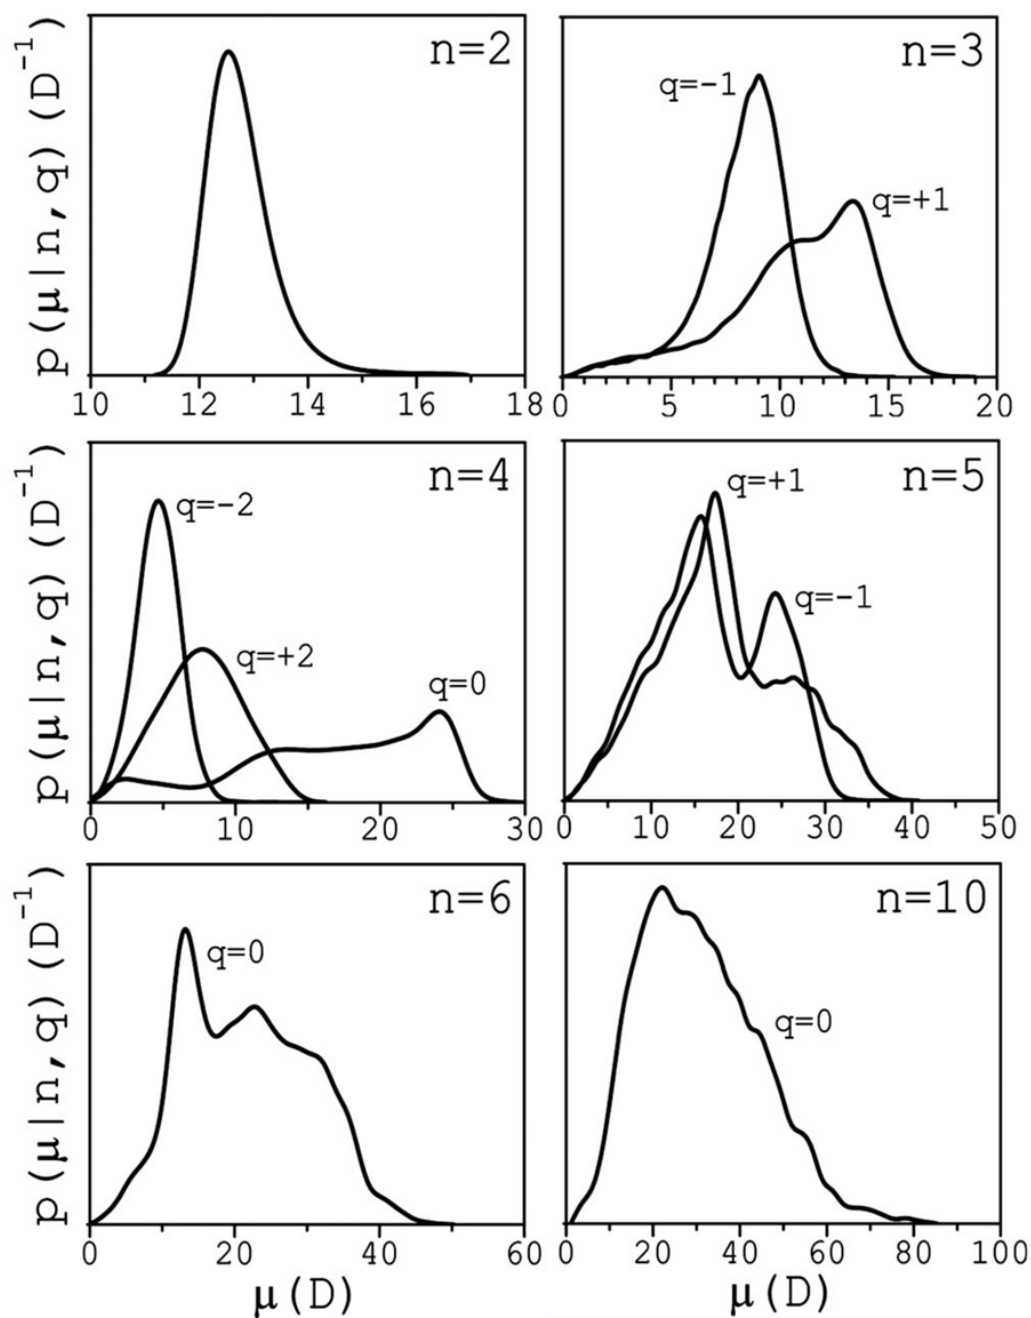 p(μ|n,q) (D⁻¹)
n=2
10 12 14 16 18
n=3
q=-1
q=+1
0 5 10 15 20
p(μ|n,q) (D⁻¹)
n=4
q=-2
q=+2
q=0
0 10 20 30
n=5
q=+1
q=-1
0 10 20 30 40 50
p(μ|n,q) (D⁻¹)
n=6
q=0
0 20 40 60
μ(D)
n=10
q=0
0 20 40 60 80 100
μ(D)